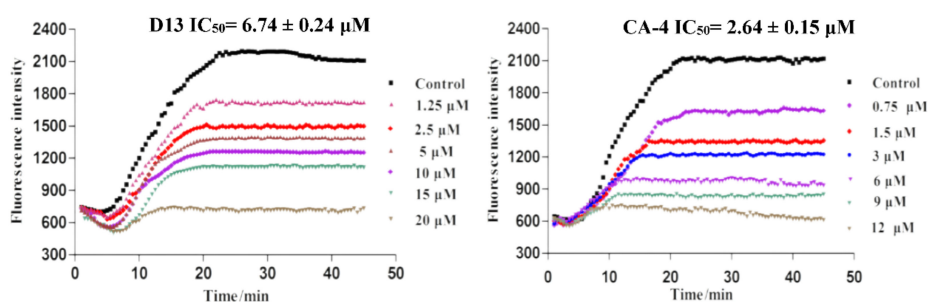 D13 IC₅₀= 6.74 ± 0.24 µM
Fluorescence intensity
2400
2100
1800
1500
1200
900
600
300
0
10
20
30
40
50
Time/min
Control
1.25 µM
2.5 µM
5 µM
10 µM
15 µM
20 µM
CA-4 IC₅₀= 2.64 ± 0.15 µM
Fluorescence intensity
2400
2100
1800
1500
1200
900
600
300
0
10
20
30
40
50
Time/min
Control
0.75 µM
1.5 µM
3 µM
6 µM
9 µM
12 µM